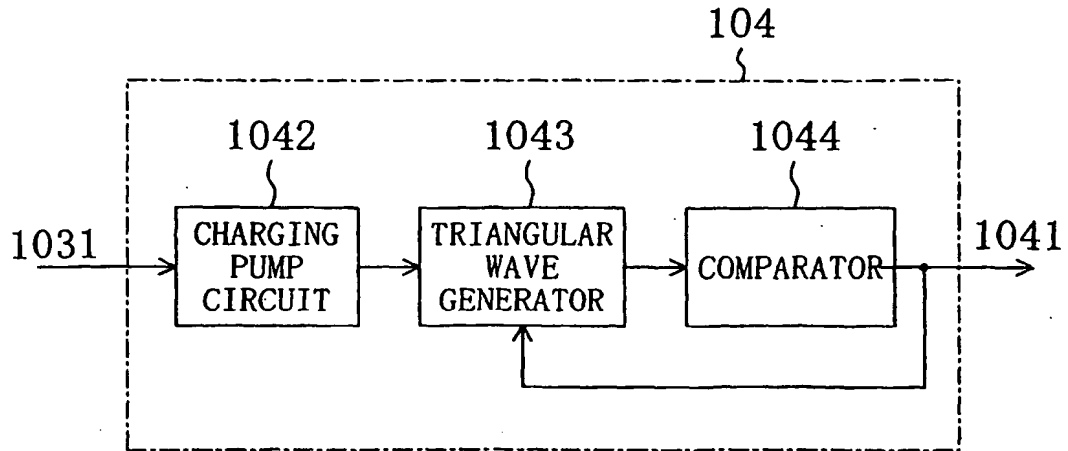 104
1042
1043
1044
1031
CHARGING
PUMP
CIRCUIT
TRIANGULAR
WAVE
GENERATOR
COMPARATOR
1041